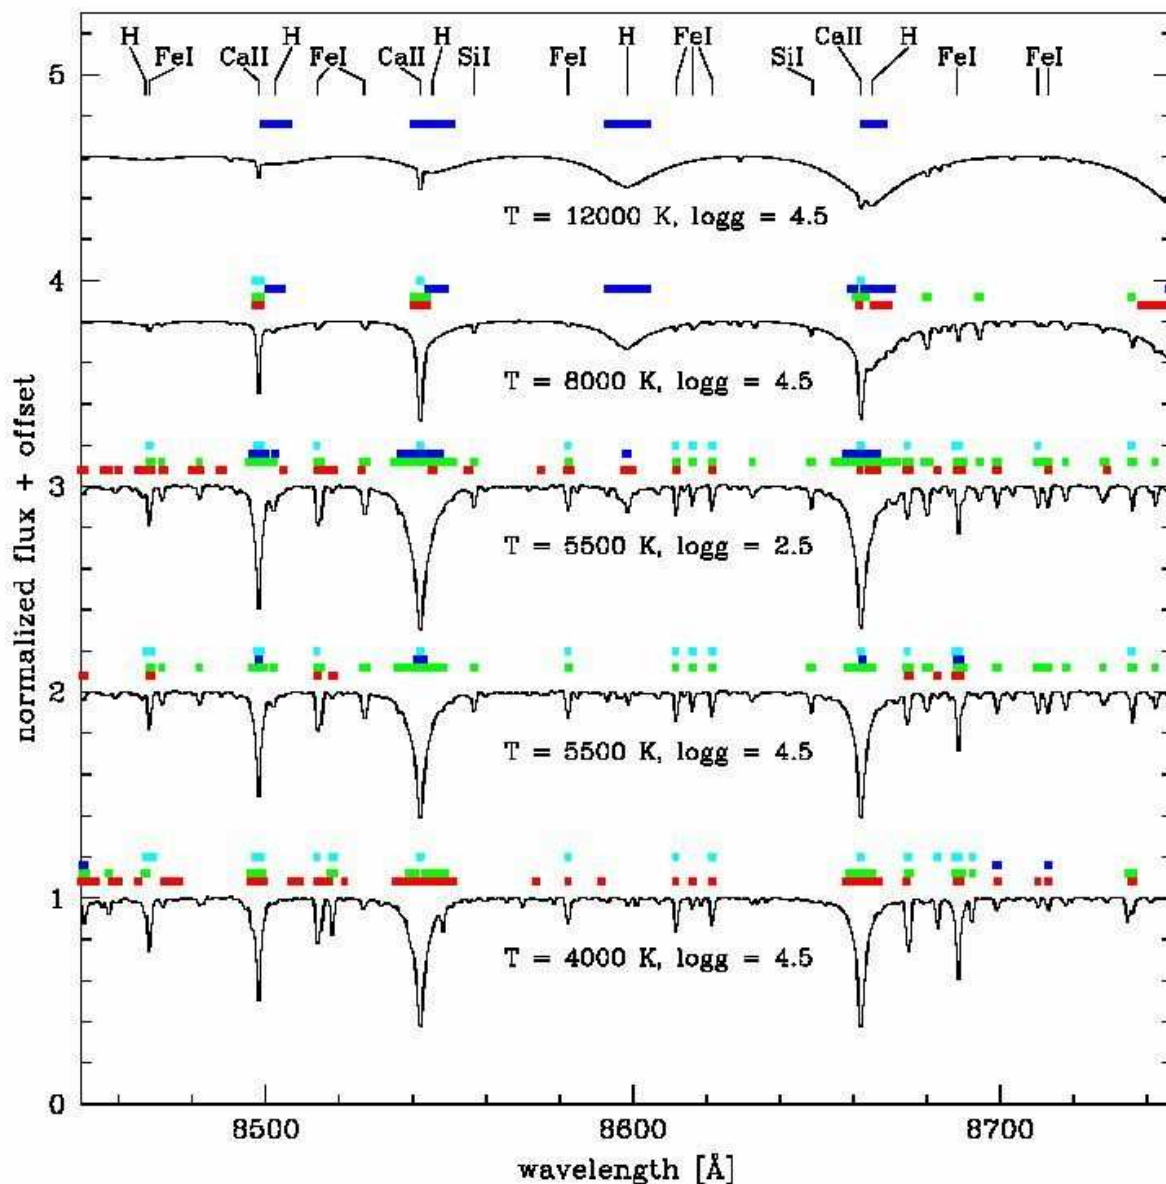 H H H H H
FeI CaII FeI CaII SiI FeI FeI SiI CaII FeI FeI
5
T = 12000 K, logg = 4.5
4
T = 8000 K, logg = 4.5
3
T = 5500 K, logg = 2.5
2
T = 5500 K, logg = 4.5
1
T = 4000 K, logg = 4.5
0
8500 8600 8700
wavelength [Å]
normalized flux + offset